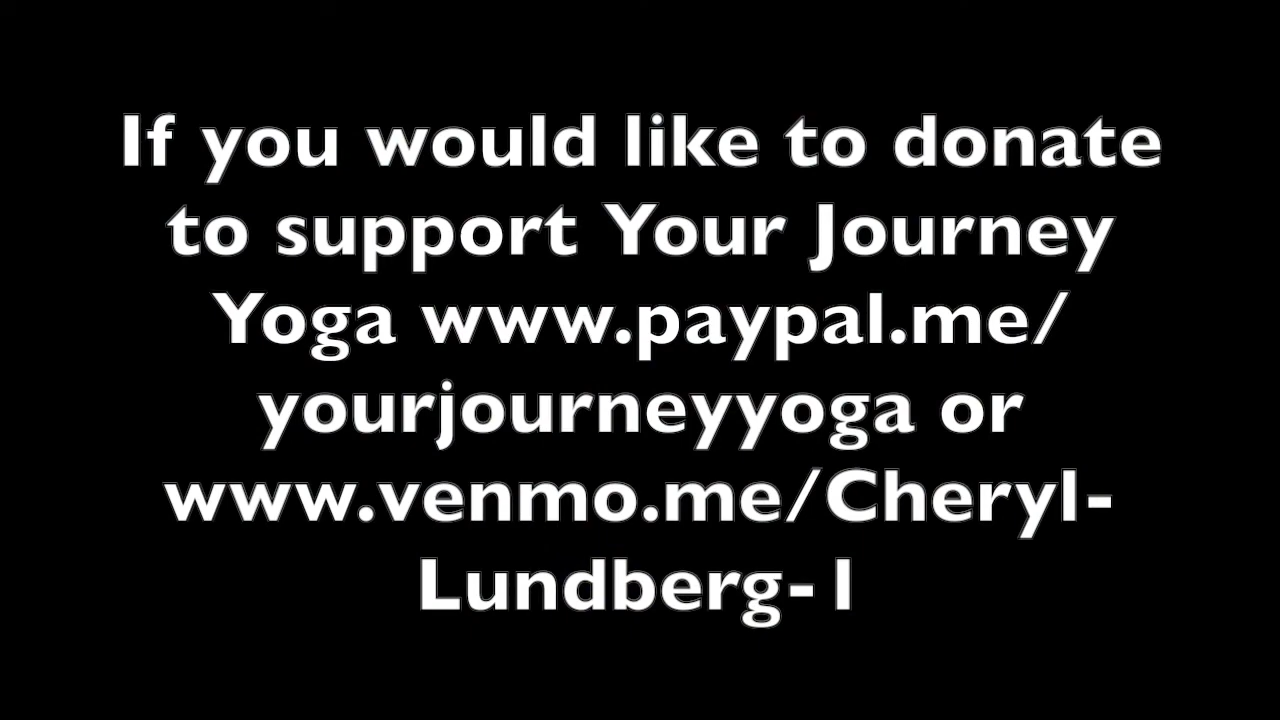 If you would like to donate
to support Your Journey
Yoga www.paypal.me/
yourjourneyyoga or
www.venmo.me/Cheryl-
Lundberg-1